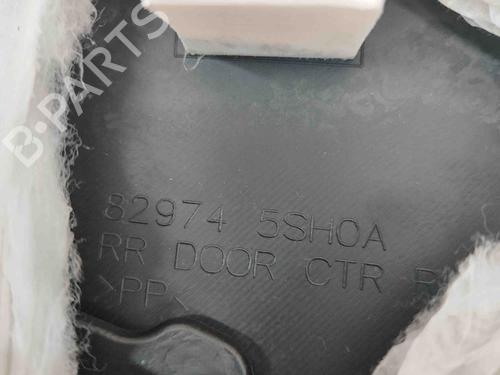 B-PARTS
82974 5SH0A
RR DOOR CTR
>PP<